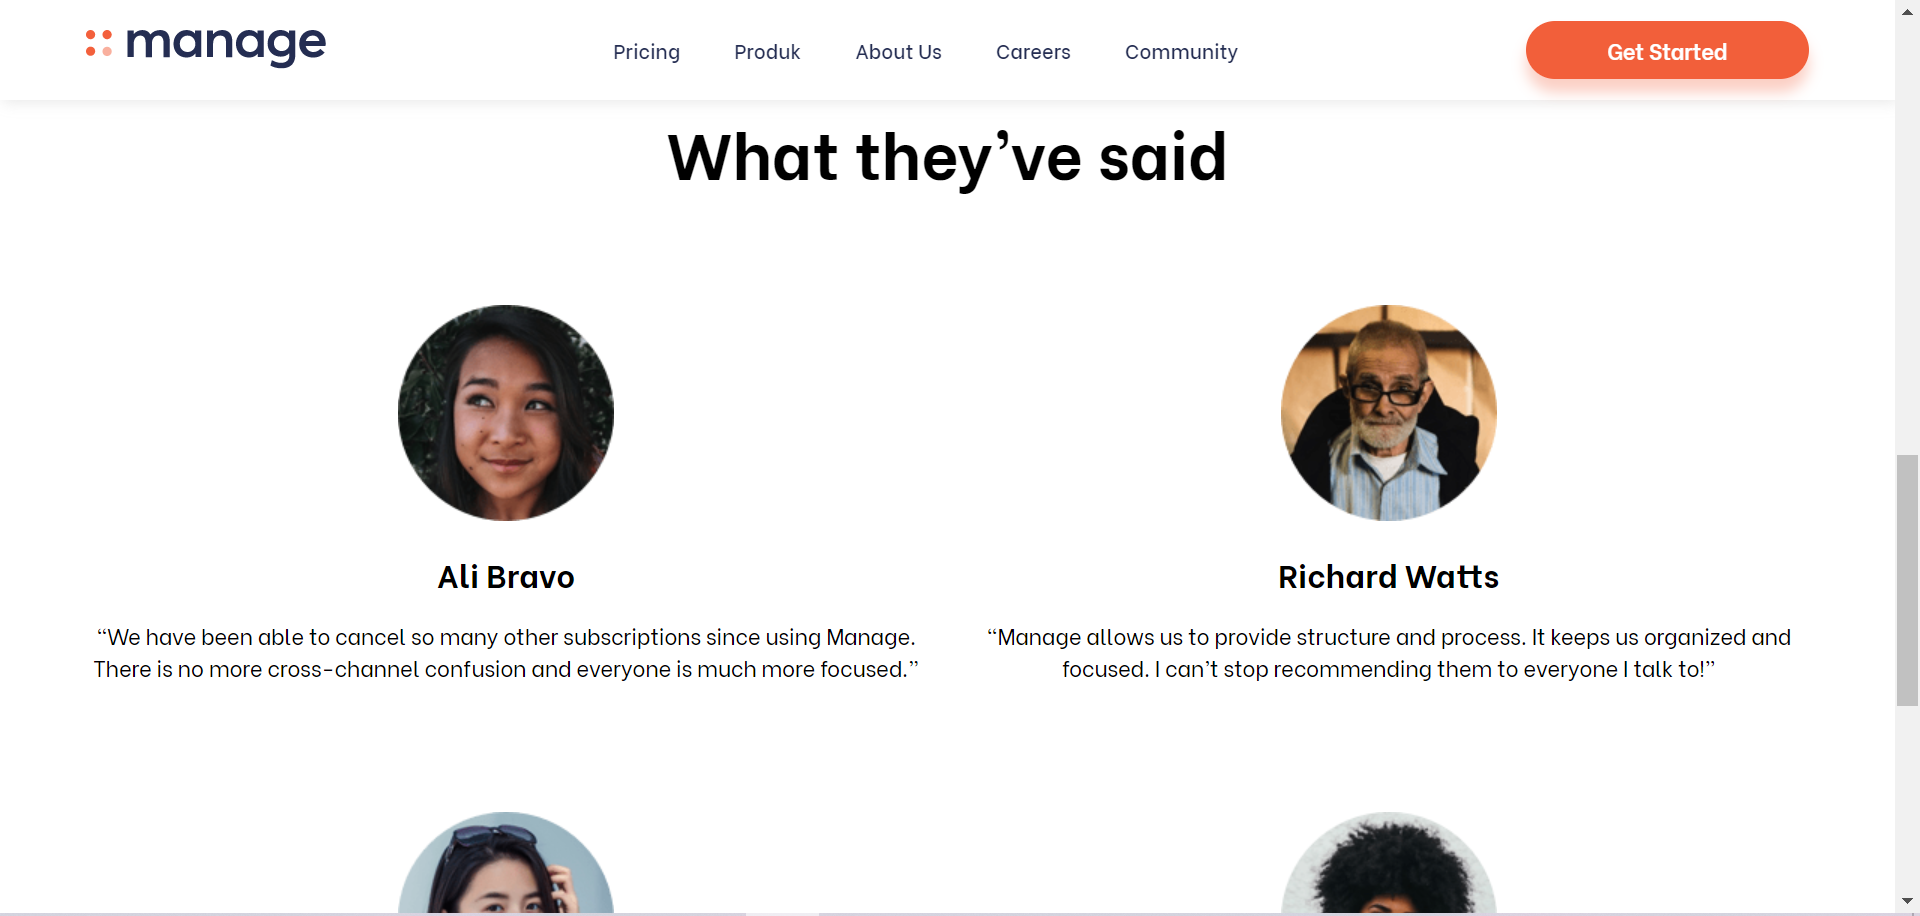 manage
Pricing Produk About Us Careers Community
Get Started
What they’ve said
Ali Bravo
“We have been able to cancel so many other subscriptions since using Manage.
There is no more cross-channel confusion and everyone is much more focused.”
Richard Watts
“Manage allows us to provide structure and process. It keeps us organized and
focused. I can’t stop recommending them to everyone I talk to!”